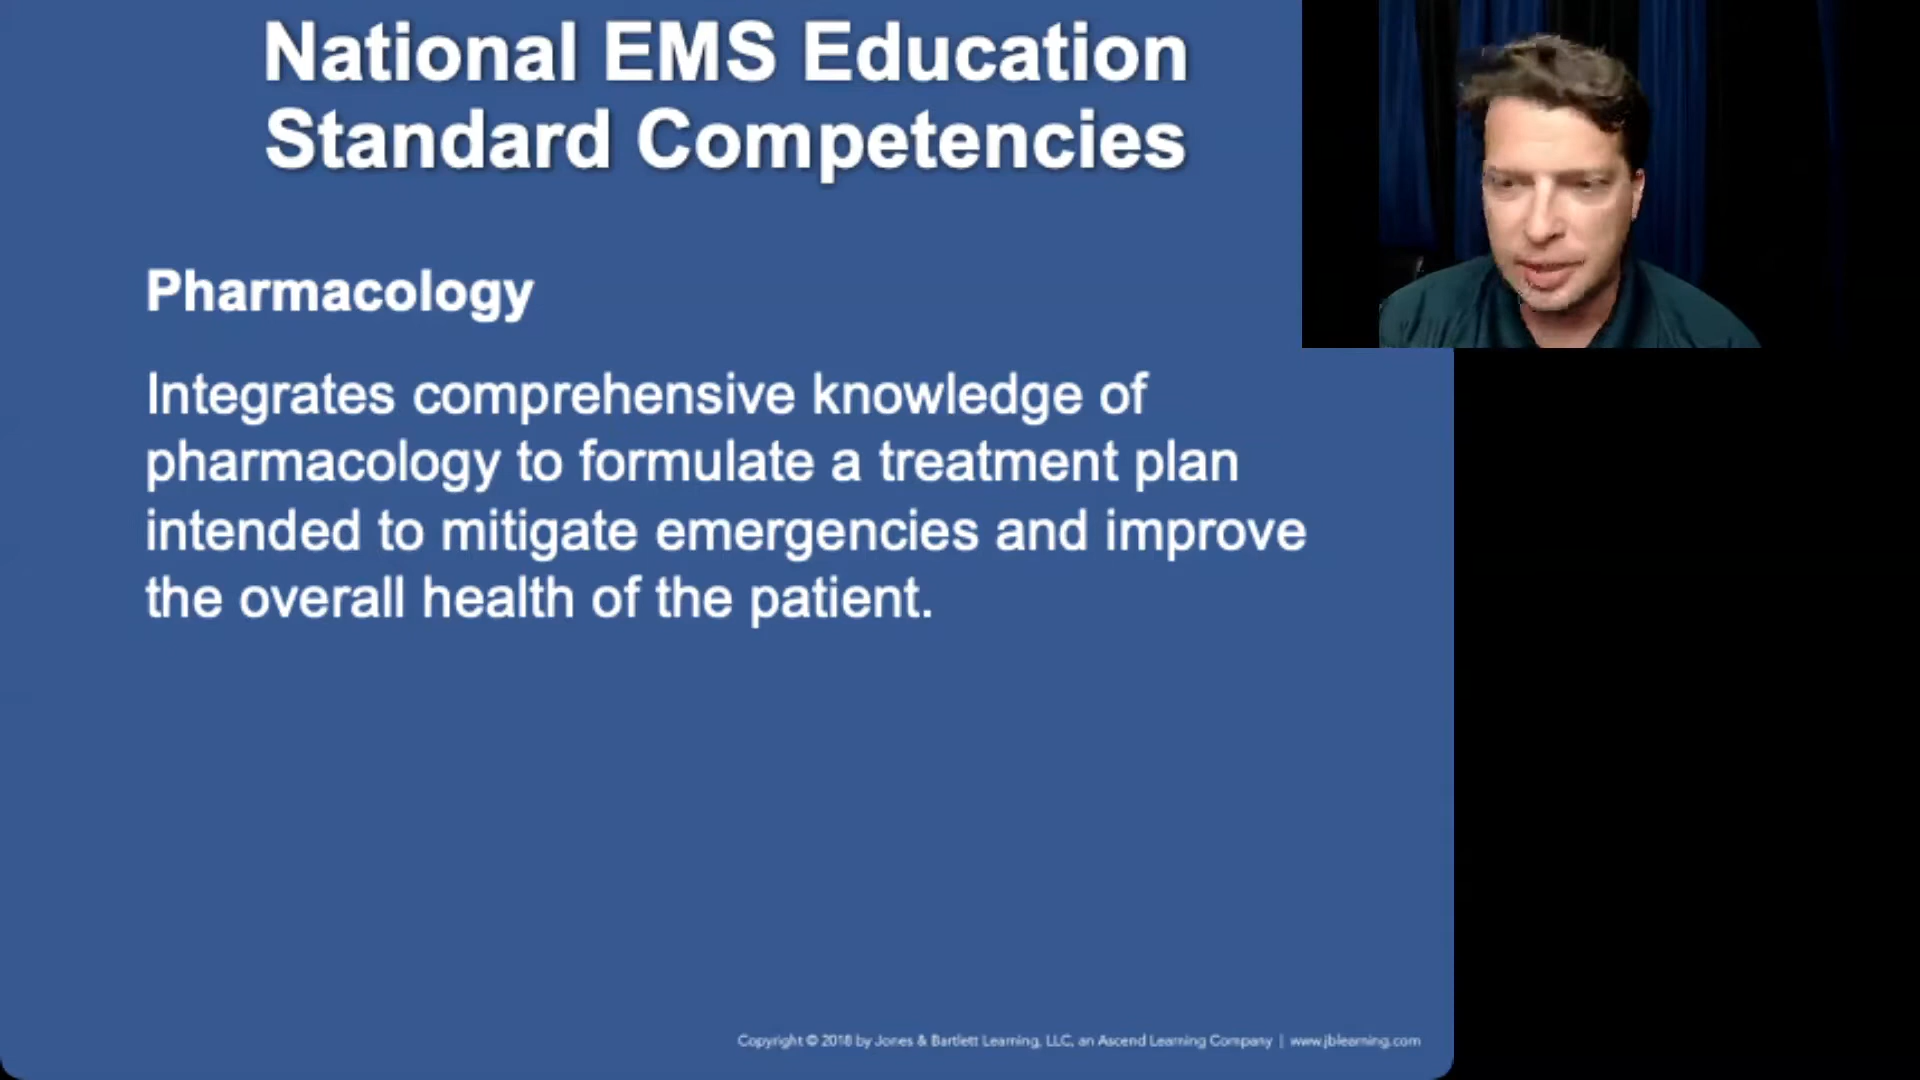 National EMS Education
Standard Competencies
Pharmacology
Integrates comprehensive knowledge of
pharmacology to formulate a treatment plan
intended to mitigate emergencies and improve
the overall health of the patient.
Copyright © 2018 by Jones & Bartlett Learning, LLC, an Ascend Learning Company | www.jblearning.com